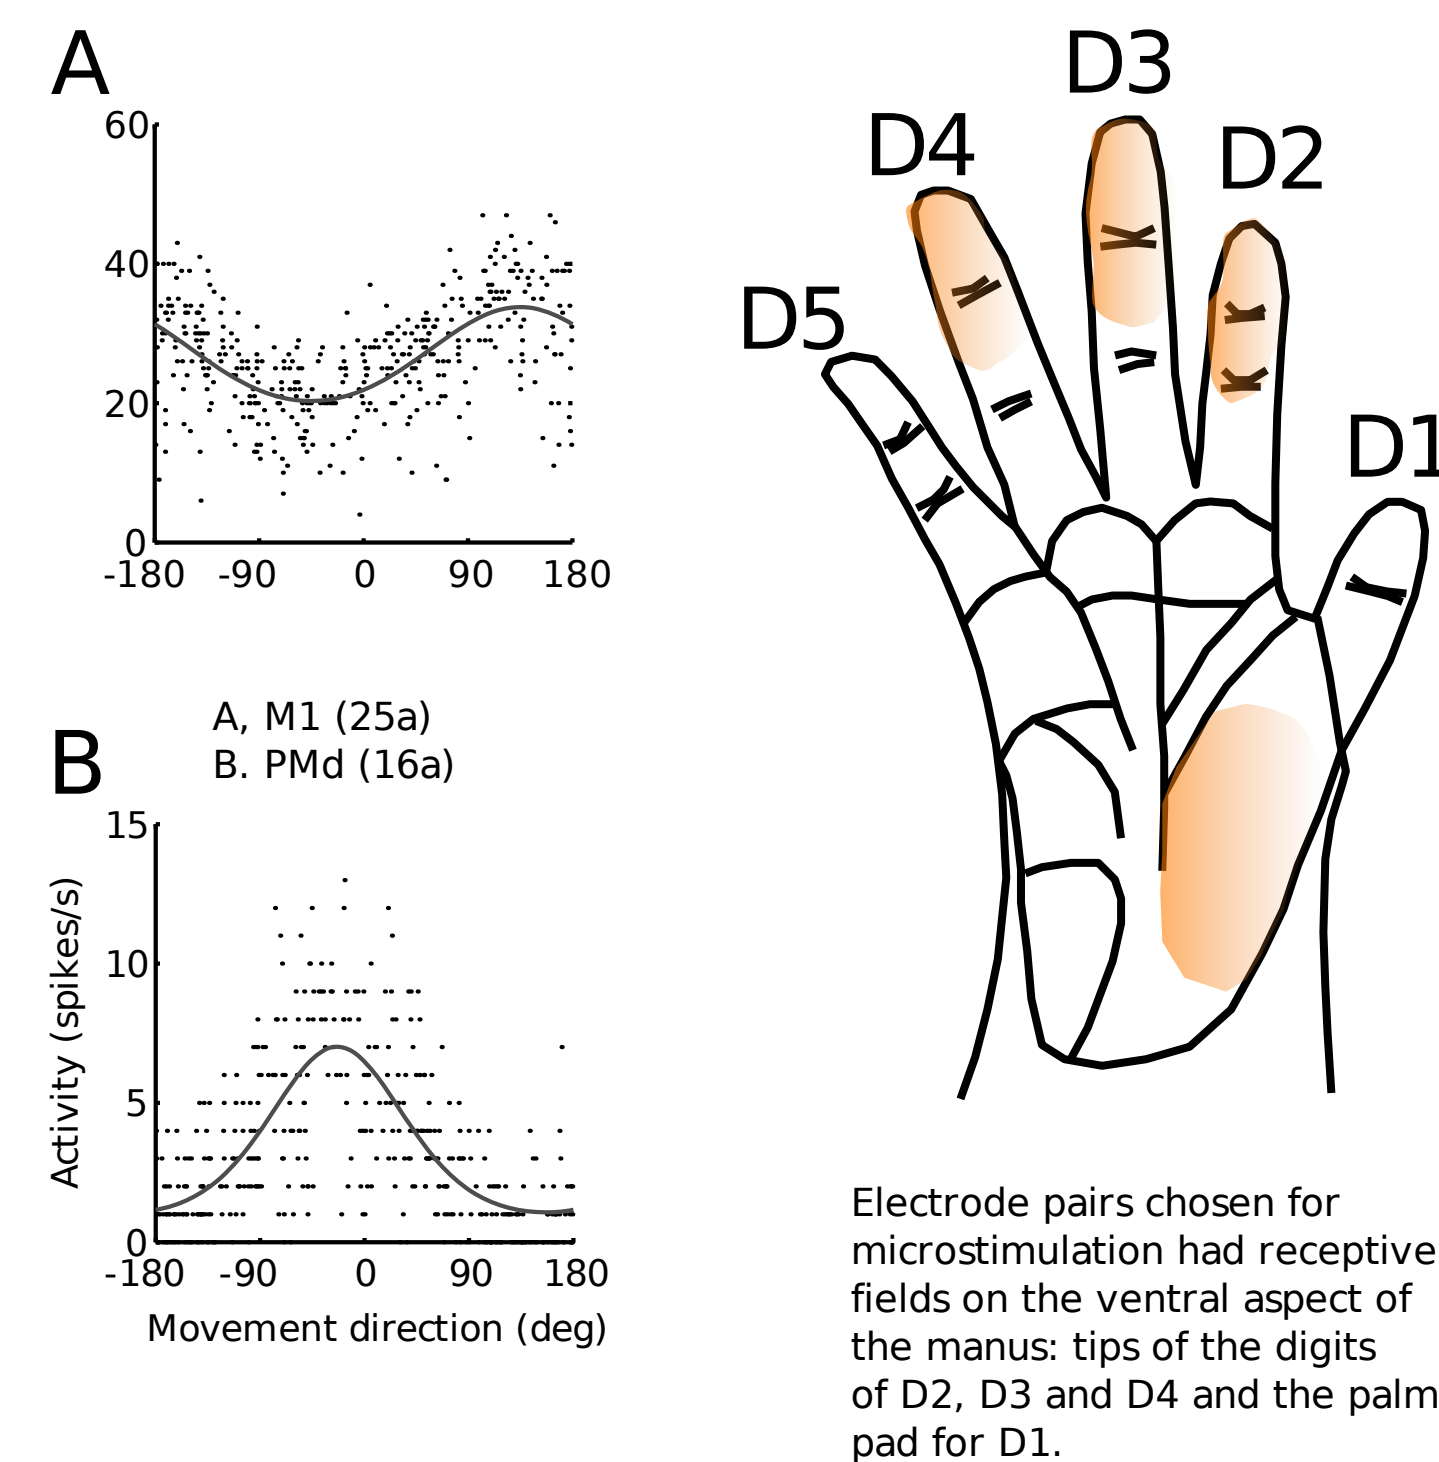 A
60
40
20
0
-180 -90 0 90 180
A, M1 (25a)
B. PMd (16a)
B
15
10
5
0
Activity (spikes/s)
-180 -90 0 90 180
Movement direction (deg)
D3
D4
D2
D5
D1
Electrode pairs chosen for
microstimulation had receptive
fields on the ventral aspect of
the manus: tips of the digits
of D2, D3 and D4 and the palm
pad for D1.